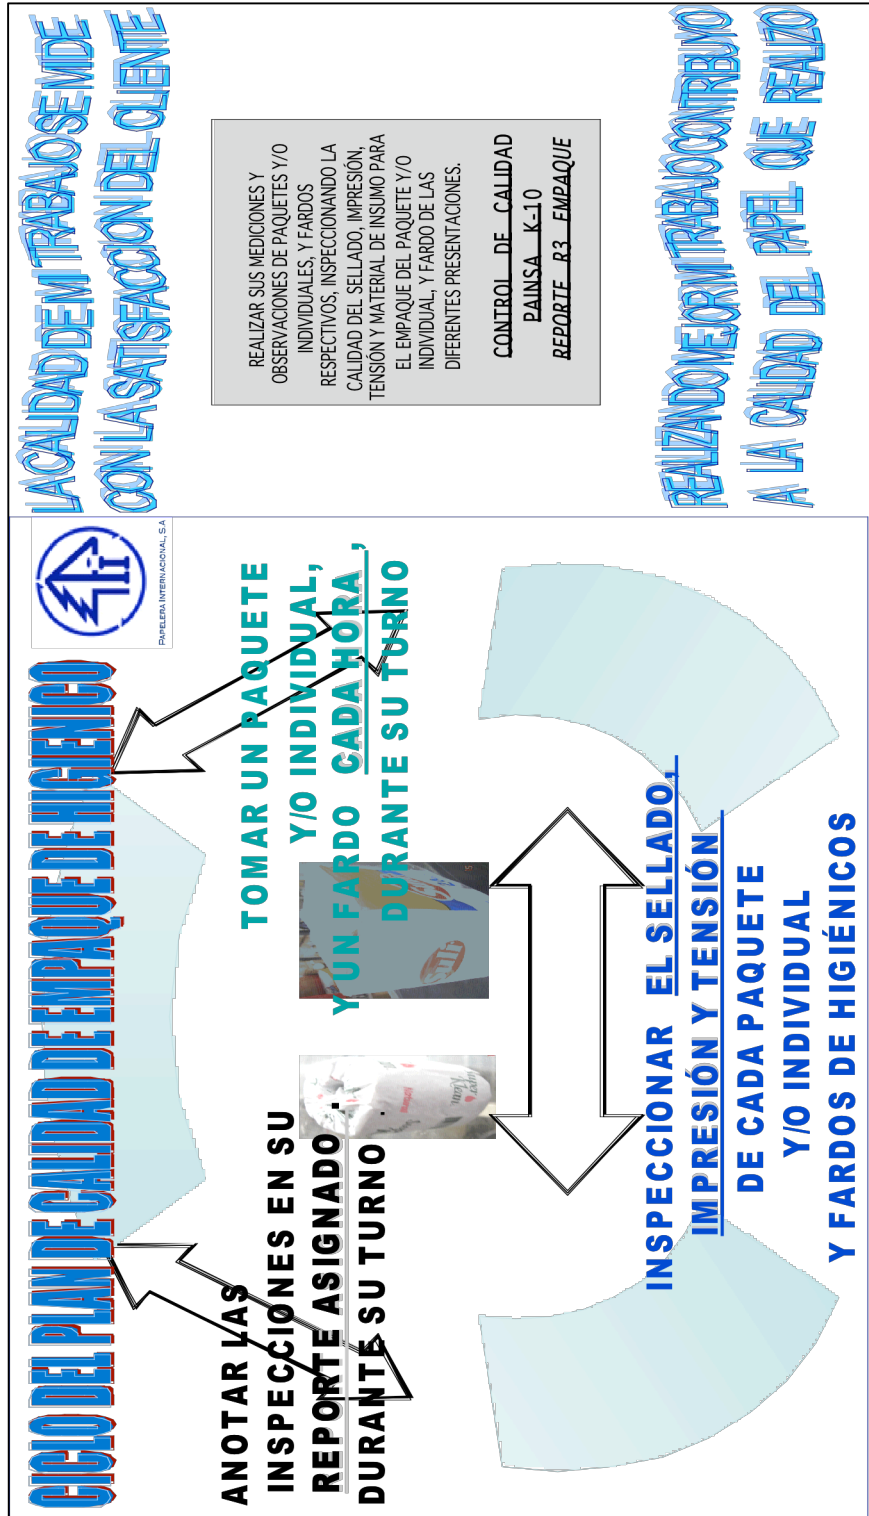 CICLO DEL PLAN DE CALIDAD DE EMPAQUE DE HIGIENICO
PAPELERA INTERNACIONAL, S.A
TOMAR UN PAQUETE
Y/O INDIVIDUAL,
Y UN FARDO CADA HORA ,
DURANTE SU TURNO
ANOTAR LAS
INSPECCIONES EN SU
REPORTE ASIGNADO
DURANTE SU TURNO
INSPECCIONAR EL SELLADO,
IMPRESIÓN Y TENSIÓN
DE CADA PAQUETE
Y/O INDIVIDUAL
Y FARDOS DE HIGIÉNICOS
LA CALIDAD DE MI TRABAJO SE MIDE
CON LA SATISFACCION DEL CLIENTE
REALIZAR SUS MEDICIONES Y
OBSERVACIONES DE PAQUETES Y/O
INDIVIDUALES, Y FARDOS
RESPECTIVOS, INSPECCIONANDO LA
CALIDAD DEL SELLADO, IMPRESIÓN,
TENSIÓN Y MATERIAL DE INSUMO PARA
EL EMPAQUE DEL PAQUETE Y/O
INDIVIDUAL, Y FARDO DE LAS
DIFERENTES PRESENTACIONES.
CONTROL DE CALIDAD
PAINSA K-10
REPORTE R3 EMPAQUE
REALIZANDO MEJOR MI TRABAJO CONTRIBUYO
A LA CALIDAD DEL PAPEL QUE REALIZO